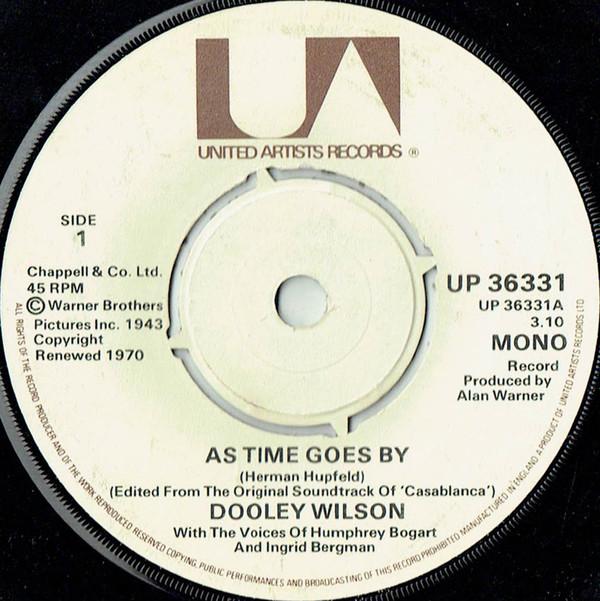 UA
UNITED ARTISTS RECORDS ®
SIDE
1
Chappell & Co. Ltd.
45 RPM
© Warner Brothers
Pictures Inc. 1943
Copyright
Renewed 1970
UP 36331
UP 36331A
3.10
MONO
Record
Produced by
Alan Warner
AS TIME GOES BY
(Herman Hupfeld)
(Edited From The Original Soundtrack Of 'Casablanca')
DOOLEY WILSON
With The Voices Of Humphrey Bogart
And Ingrid Bergman
ALL RIGHTS OF THE RECORD PRODUCER AND OF THE WORK REPRODUCED RESERVED COPYING, PUBLIC PERFORMANCES AND BROADCASTING OF THIS RECORD PROHIBITED MANUFACTURED IN ENGLAND A PRODUCT OF UNITED ARTISTS RECORDS LTD